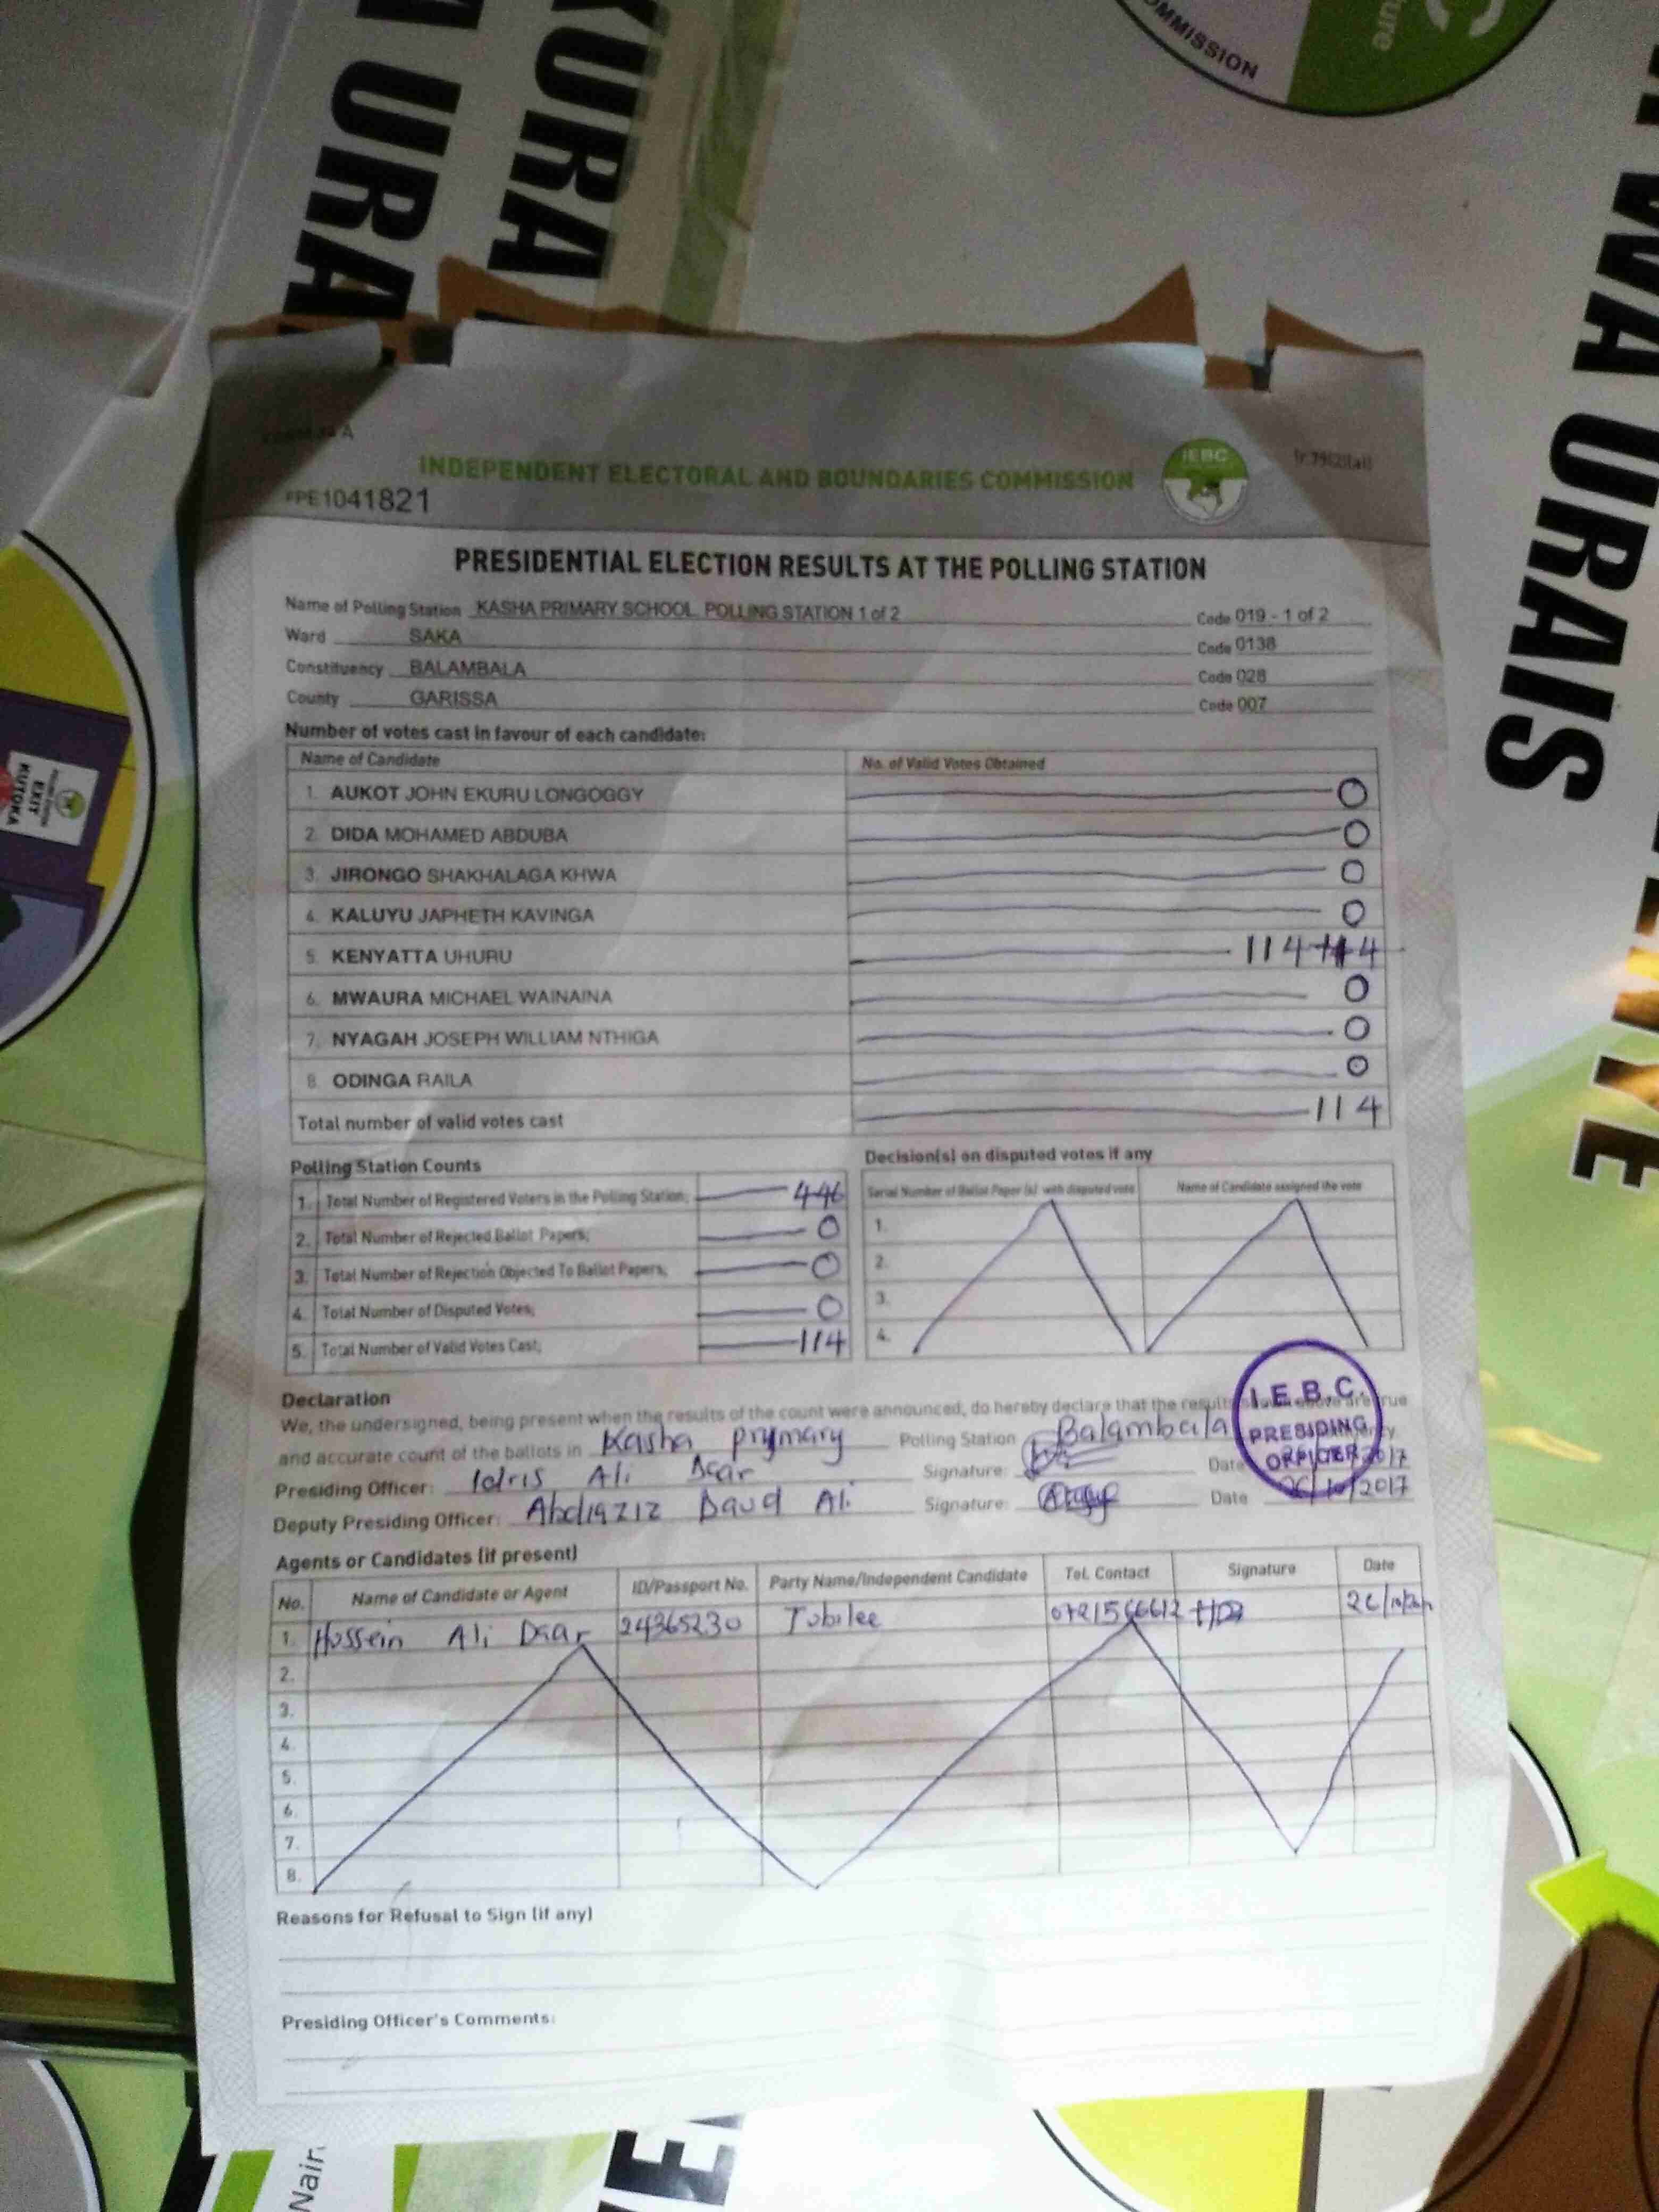 KURA
URA
URA
URA
COMMISSION
ture
WA URAIS
EXIT
KUTOKA
INDEPENDENT ELECTORAL AND BOUNDARIES COMMISSION
IEBC
PE1041821
PRESIDENTIAL ELECTION RESULTS AT THE POLLING STATION
Name of Polling Station KASHA PRIMARY SCHOOL POLLING STATION 1 of 2 Code 019 - 1 of 2
Ward SAKA Code 0138
Constituency BALAMBALA Code 028
County GARISSA Code 007
Number of votes cast in favour of each candidate:
Name of Candidate No. of Valid Votes Obtained
1. AUKOT JOHN EKURU LONGOGGY 0
2. DIDA MOHAMED ABDUBA 0
3. JIRONGO SHAKHALAGA KHWA 0
4. KALUYU JAPHETH KAVINGA 0
5. KENYATTA UHURU 114 114
6. MWAURA MICHAEL WAINAINA 0
7. NYAGAH JOSEPH WILLIAM NTHIGA 0
8. ODINGA RAILA 0
Total number of valid votes cast 114
Polling Station Counts
1. Total Number of Registered Voters in the Polling Station; 446
2. Total Number of Rejected Ballot Papers; 0
3. Total Number of Rejection Objected To Ballot Papers; 0
4. Total Number of Disputed Votes; 0
5. Total Number of Valid Votes Cast; 114
Decision(s) on disputed votes if any
Serial Number of Ballot Paper (s) with disputed vote Name of Candidate assigned the vote
1.
2.
3.
4.
Declaration
We, the undersigned, being present when the results of the count were announced, do hereby declare that the results shown above are true
and accurate count of the ballots in Kasha prymary Polling Station Balambala
I.E.B.C.
PRESIDING
OFFICER
Presiding Officer: Idris Ali Daar Signature: Date 2017
Deputy Presiding Officer: Abdiaziz Daud Ali Signature: Date 26/10/2017
Agents or Candidates (if present)
No. Name of Candidate or Agent ID/Passport No. Party Name/Independent Candidate Tel. Contact Signature Date
1. Hussein Ali Daar 24365230 Jubilee 0721566612 26/10/2017
2.
3.
4.
5.
6.
7.
8.
Reasons for Refusal to Sign (if any)
Presiding Officer's Comments:
Nair